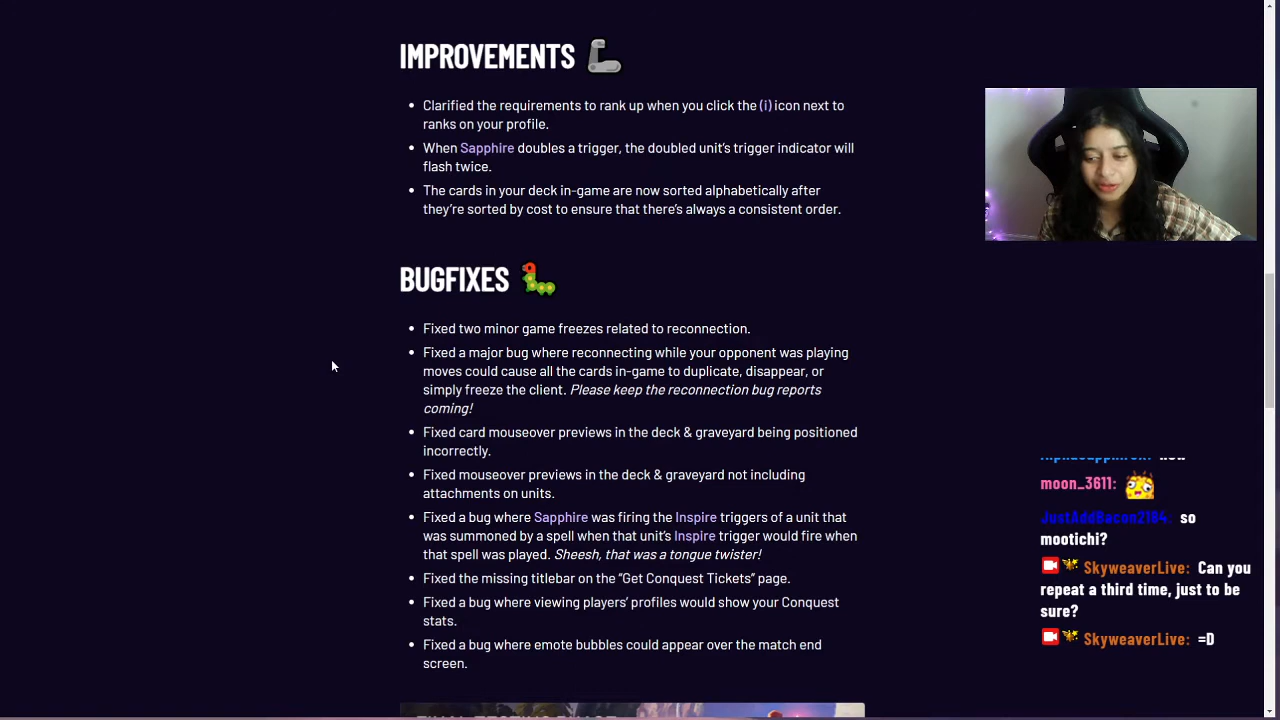 IMPROVEMENTS
• Clarified the requirements to rank up when you click the (i) icon next to
ranks on your profile.
• When Sapphire doubles a trigger, the doubled unit's trigger indicator will
flash twice.
• The cards in your deck in-game are now sorted alphabetically after
they're sorted by cost to ensure that there's always a consistent order.
BUGFIXES
• Fixed two minor game freezes related to reconnection.
• Fixed a major bug where reconnecting while your opponent was playing
moves could cause all the cards in-game to duplicate, disappear, or
simply freeze the client. Please keep the reconnection bug reports
coming!
• Fixed card mouseover previews in the deck & graveyard being positioned
incorrectly.
• Fixed mouseover previews in the deck & graveyard not including
attachments on units.
• Fixed a bug where Sapphire was firing the Inspire triggers of a unit that
was summoned by a spell when that unit's Inspire trigger would fire when
that spell was played. Sheesh, that was a tongue twister!
• Fixed the missing titlebar on the "Get Conquest Tickets" page.
• Fixed a bug where viewing players' profiles would show your Conquest
stats.
• Fixed a bug where emote bubbles could appear over the match end
screen.
moon_3611:
JustAddBacon2184: so
mootichi?
SkyweaverLive: Can you
repeat a third time, just to be
sure?
SkyweaverLive: =D